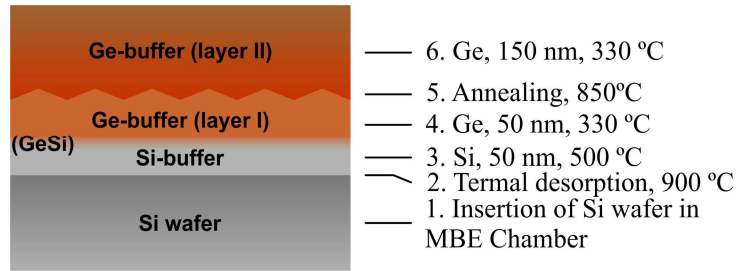 Ge-buffer (layer II)
Ge-buffer (layer I)
(GeSi)
Si-buffer
Si wafer
6. Ge, 150 nm, 330 ºC
5. Annealing, 850ºC
4. Ge, 50 nm, 330 ºC
3. Si, 50 nm, 500 ºC
2. Termal desorption, 900 ºC
1. Insertion of Si wafer in
MBE Chamber